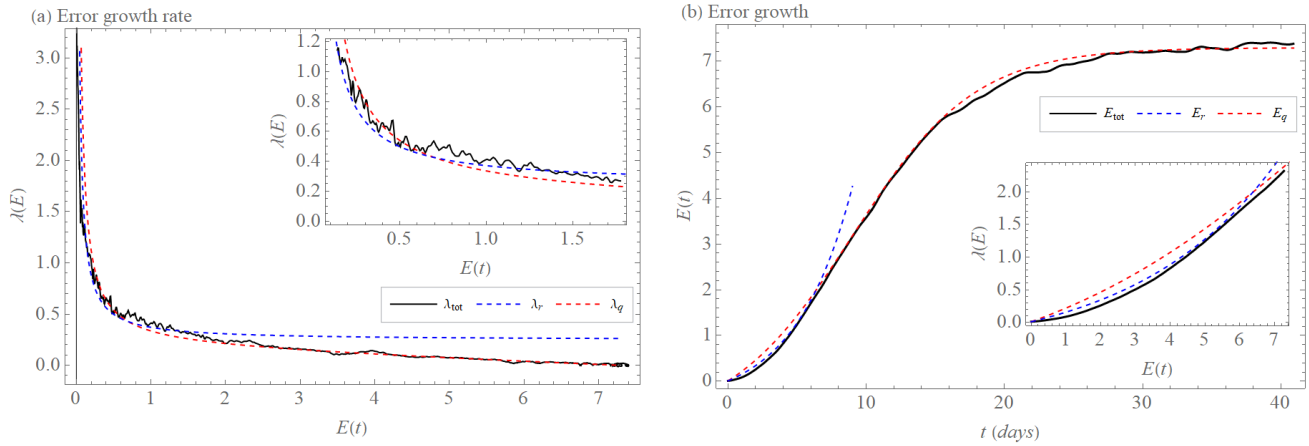 (a) Error growth rate
3.0
2.5
2.0
1.5
1.0
0.5
0.0
λ(E)
0 1 2 3 4 5 6 7
E(t)
1.2
1.0
0.8
0.6
0.4
0.2
0.0
λ(E)
0.5 1.0 1.5
E(t)
λtot λr λq
(b) Error growth
7
6
5
4
3
2
1
0
E(t)
0 10 20 30 40
t (days)
Etot Er Eq
2.0
1.5
1.0
0.5
0.0
λ(E)
0 1 2 3 4 5 6 7
E(t)